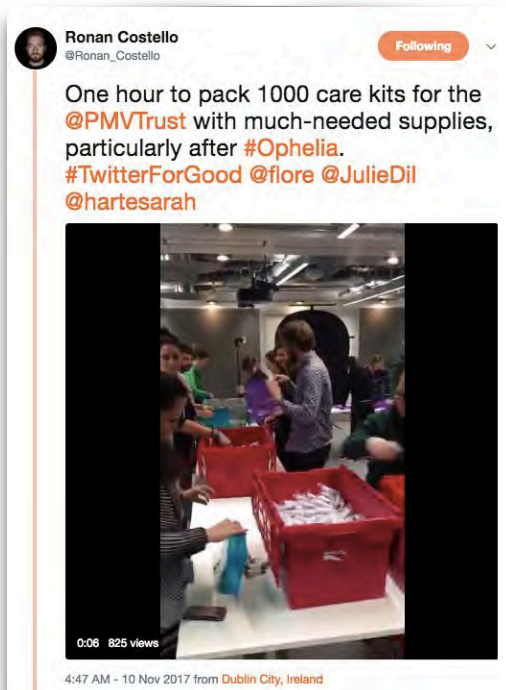 Ronan Costello
@Ronan_Costello
Following
One hour to pack 1000 care kits for the
@PMVTrust with much-needed supplies,
particularly after #Ophelia.
#TwitterForGood @flore @JulieDil
@hartesarah
0:06 825 views
4:47 AM - 10 Nov 2017 from Dublin City, Ireland